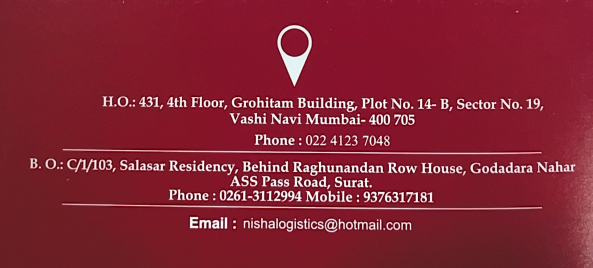 H.O.: 431, 4th Floor, Grohitam Building, Plot No. 14- B, Sector No. 19,
Vashi Navi Mumbai- 400 705
Phone : 022 4123 7048
B. O.: C/1/103, Salasar Residency, Behind Raghunandan Row House, Godadara Nahar
ASS Pass Road, Surat.
Phone : 0261-3112994 Mobile : 9376317181
Email : nishalogistics@hotmail.com